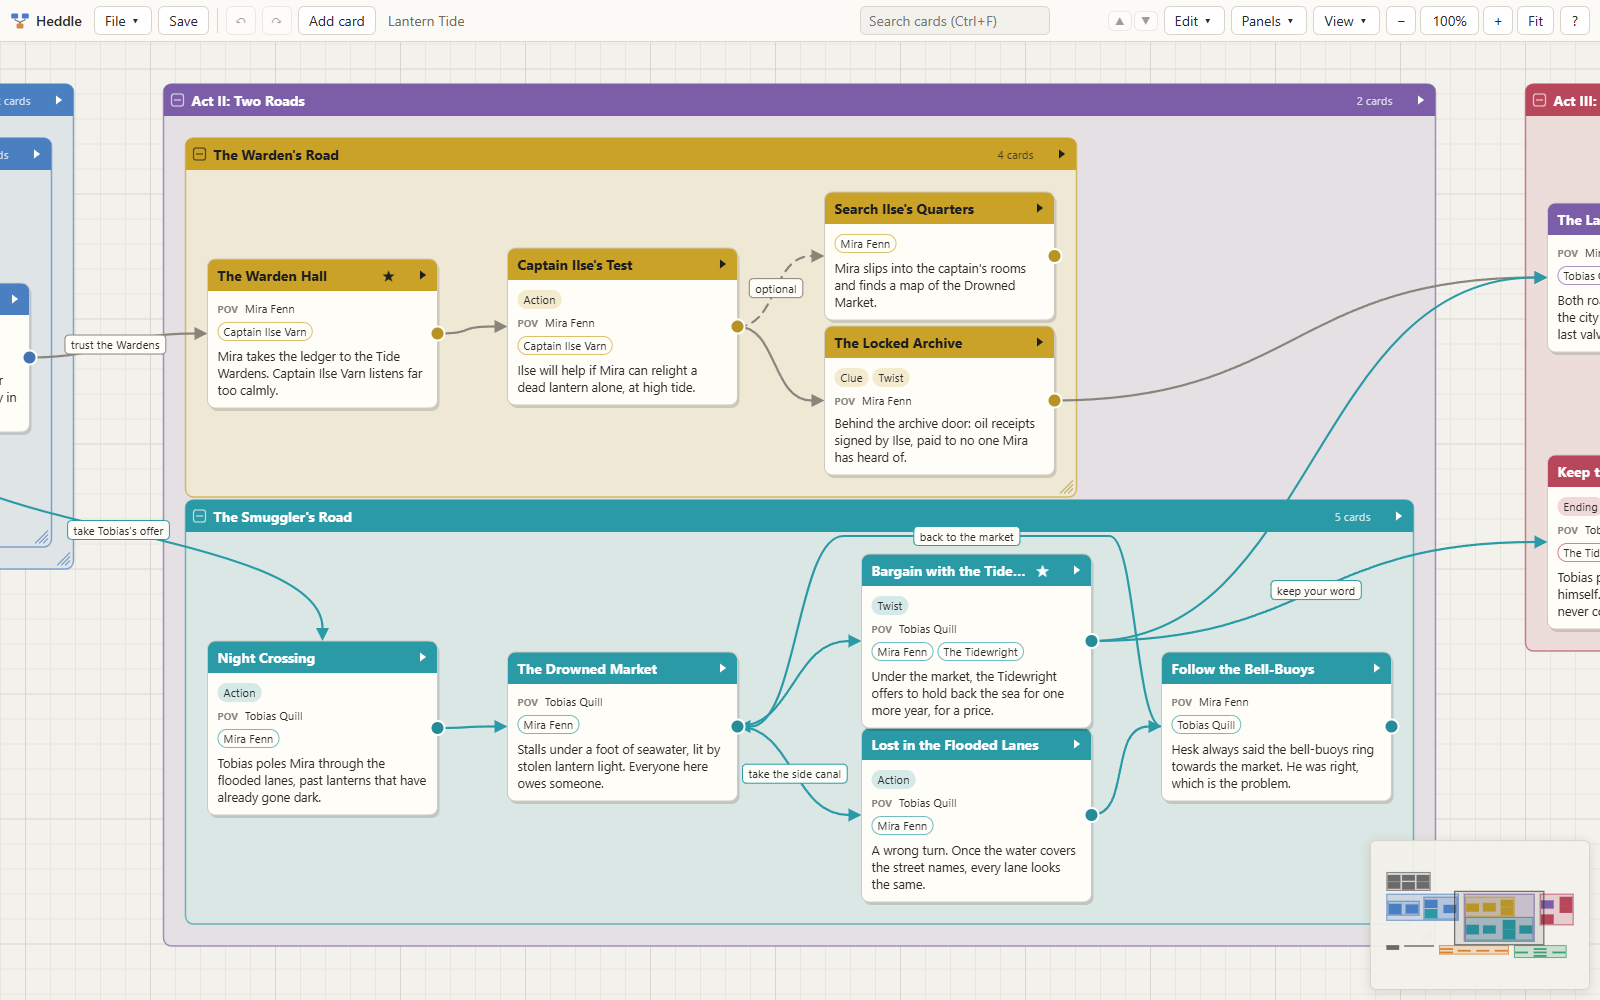 Heddle
File
Save
Add card
Lantern Tide
Search cards (Ctrl+F)
Edit
Panels
View
−
100%
+
Fit
?
cards
trust the Wardens
take Tobias's offer
Act II: Two Roads
2 cards
The Warden's Road
4 cards
The Warden Hall
POV Mira Fenn
Captain Ilse Varn
Mira takes the ledger to the Tide
Wardens. Captain Ilse Varn listens far
too calmly.
Captain Ilse's Test
Action
POV Mira Fenn
Captain Ilse Varn
Ilse will help if Mira can relight a
dead lantern alone, at high tide.
optional
Search Ilse's Quarters
Mira Fenn
Mira slips into the captain's rooms
and finds a map of the Drowned
Market.
The Locked Archive
Clue Twist
POV Mira Fenn
Behind the archive door: oil receipts
signed by Ilse, paid to no one Mira
has heard of.
The Smuggler's Road
5 cards
back to the market
Night Crossing
Action
POV Tobias Quill
Mira Fenn
Tobias poles Mira through the
flooded lanes, past lanterns that have
already gone dark.
The Drowned Market
POV Tobias Quill
Mira Fenn
Stalls under a foot of seawater, lit by
stolen lantern light. Everyone here
owes someone.
take the side canal
Bargain with the Tide...
Twist
POV Tobias Quill
Mira Fenn The Tidewright
Under the market, the Tidewright
offers to hold back the sea for one
more year, for a price.
Lost in the Flooded Lanes
Action
POV Tobias Quill
Mira Fenn
A wrong turn. Once the water covers
the street names, every lane looks
the same.
keep your word
Follow the Bell-Buoys
POV Mira Fenn
Tobias Quill
Hesk always said the bell-buoys ring
towards the market. He was right,
which is the problem.
Act III:
The La
POV Mir
Tobias
Both ro
the city
last valv
Keep t
Ending
POV Tob
The Tid
Tobias p
himself.
never co